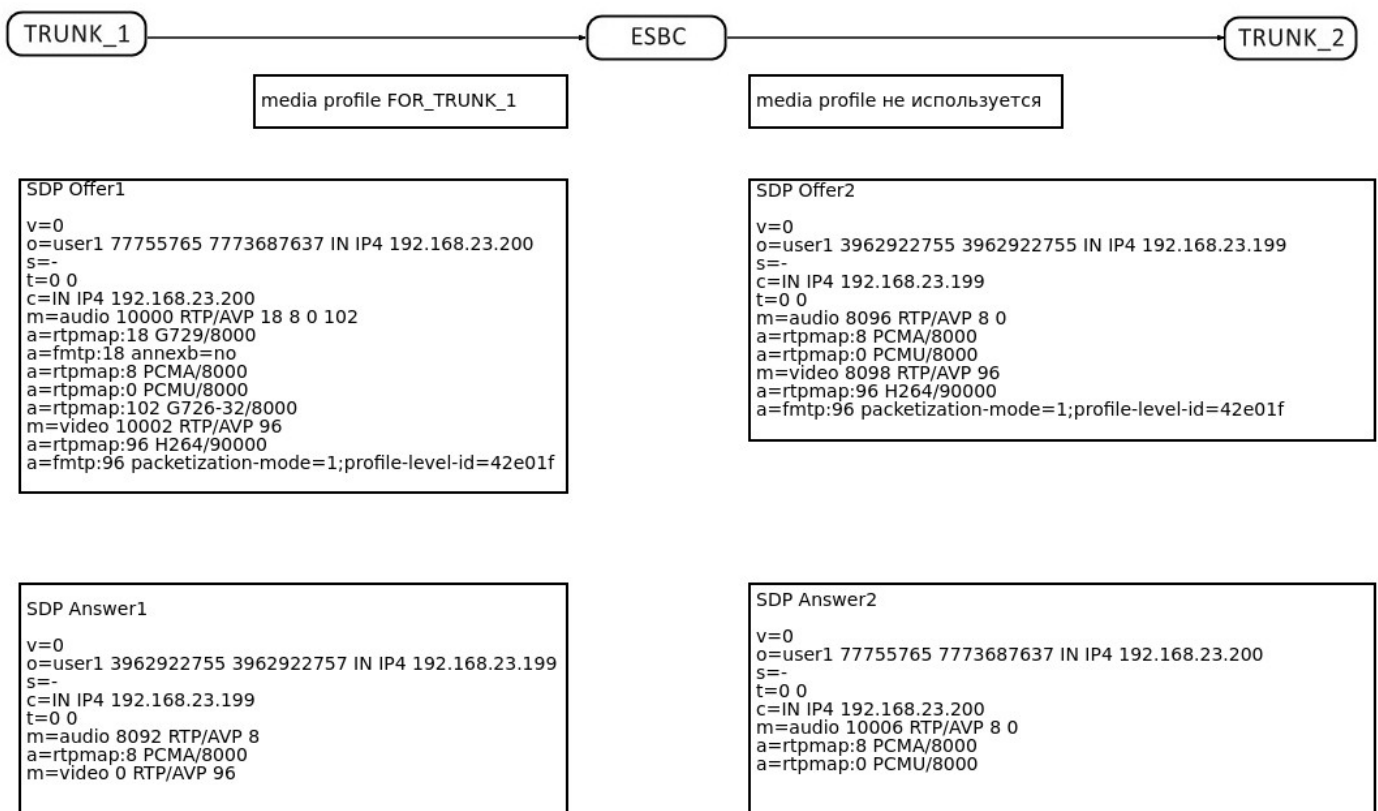 TRUNK_1
ESBC
TRUNK_2
media profile FOR_TRUNK_1
media profile не используется
SDP Offer1
v=0
o=user1 77755765 7773687637 IN IP4 192.168.23.200
s=-
t=0 0
c=IN IP4 192.168.23.200
m=audio 10000 RTP/AVP 18 8 0 102
a=rtpmap:18 G729/8000
a=fmtp:18 annexb=no
a=rtpmap:8 PCMA/8000
a=rtpmap:0 PCMU/8000
a=rtpmap:102 G726-32/8000
m=video 10002 RTP/AVP 96
a=rtpmap:96 H264/90000
a=fmtp:96 packetization-mode=1;profile-level-id=42e01f
SDP Offer2
v=0
o=user1 3962922755 3962922755 IN IP4 192.168.23.199
s=-
c=IN IP4 192.168.23.199
t=0 0
m=audio 8096 RTP/AVP 8 0
a=rtpmap:8 PCMA/8000
a=rtpmap:0 PCMU/8000
m=video 8098 RTP/AVP 96
a=rtpmap:96 H264/90000
a=fmtp:96 packetization-mode=1;profile-level-id=42e01f
SDP Answer1
v=0
o=user1 3962922755 3962922757 IN IP4 192.168.23.199
s=-
c=IN IP4 192.168.23.199
t=0 0
m=audio 8092 RTP/AVP 8
a=rtpmap:8 PCMA/8000
m=video 0 RTP/AVP 96
SDP Answer2
v=0
o=user1 77755765 7773687637 IN IP4 192.168.23.200
s=-
t=0 0
c=IN IP4 192.168.23.200
m=audio 10006 RTP/AVP 8 0
a=rtpmap:8 PCMA/8000
a=rtpmap:0 PCMU/8000